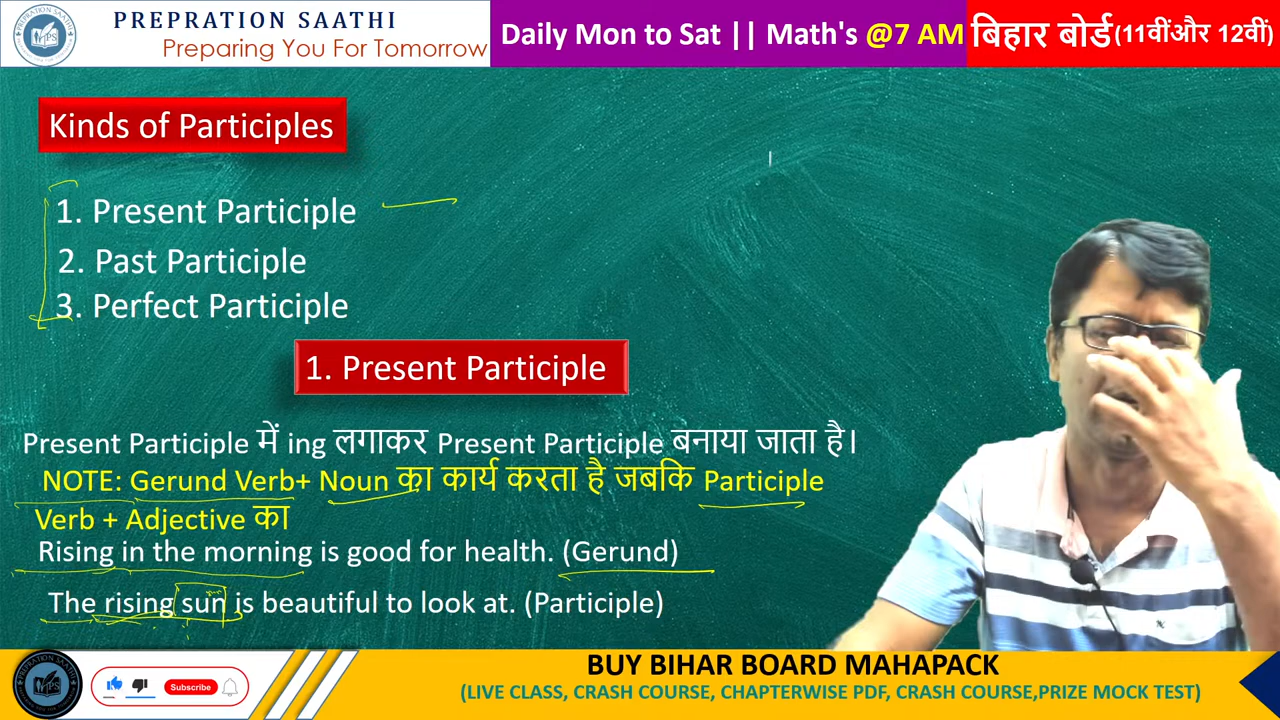 PREPRATION SAATHI
Preparing You For Tomorrow
Daily Mon to Sat || Math's @7 AM
बिहार बोर्ड(11वींऔर 12वीं)
Kinds of Participles
1. Present Participle
2. Past Participle
3. Perfect Participle
1. Present Participle
Present Participle में ing लगाकर Present Participle बनाया जाता है।
NOTE: Gerund Verb+ Noun का कार्य करता है जबकि Participle
Verb + Adjective का
Rising in the morning is good for health. (Gerund)
The rising sun is beautiful to look at. (Participle)
Subscribe
BUY BIHAR BOARD MAHAPACK
(LIVE CLASS, CRASH COURSE, CHAPTERWISE PDF, CRASH COURSE,PRIZE MOCK TEST)